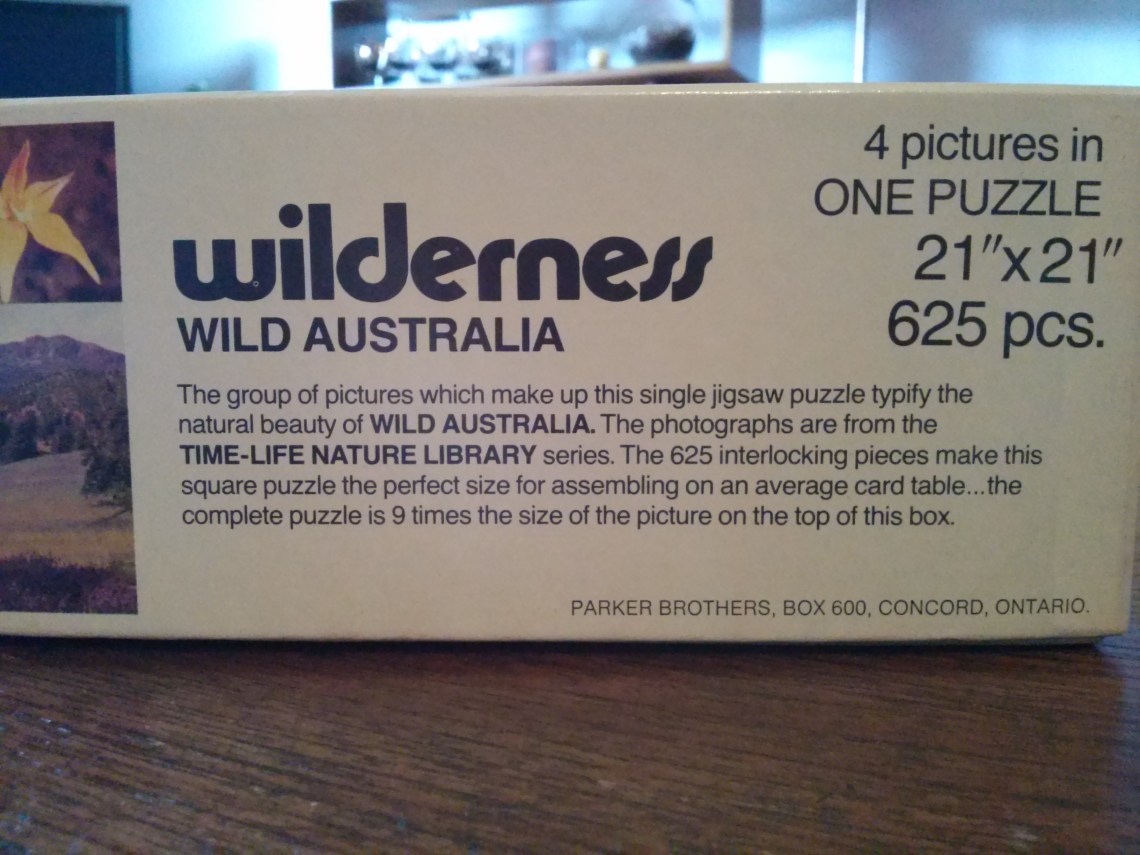 4 pictures in
ONE PUZZLE
21"x21"
625 pcs.
wilderness
WILD AUSTRALIA
The group of pictures which make up this single jigsaw puzzle typify the
natural beauty of WILD AUSTRALIA. The photographs are from the
TIME-LIFE NATURE LIBRARY series. The 625 interlocking pieces make this
square puzzle the perfect size for assembling on an average card table...the
complete puzzle is 9 times the size of the picture on the top of this box.
PARKER BROTHERS, BOX 600, CONCORD, ONTARIO.